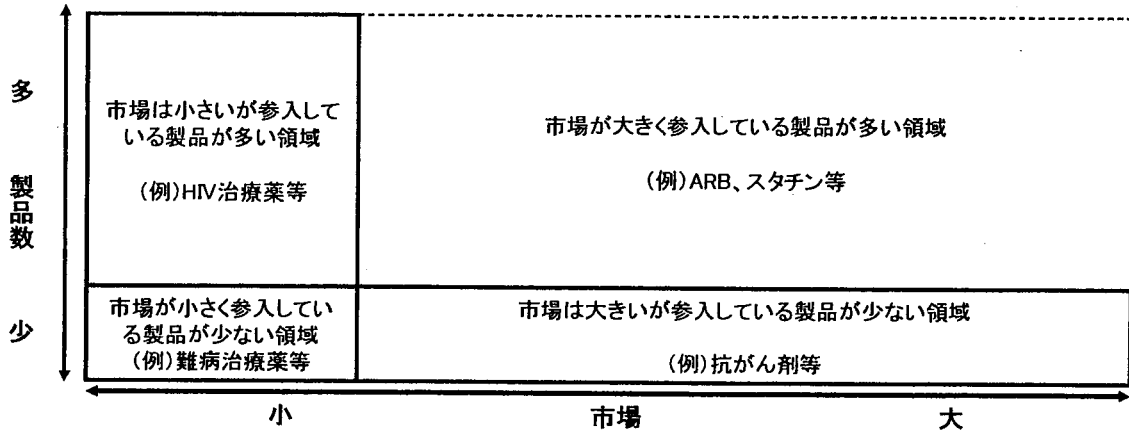 多
製品数
少
市場は小さいが参入して
いる製品が多い領域
(例)HIV治療薬等
市場が大きく参入している製品が多い領域
(例)ARB、スタチン等
市場が小さく参入してい
る製品が少ない領域
(例)難病治療薬等
市場は大きいが参入している製品が少ない領域
(例)抗がん剤等
小 市場 大